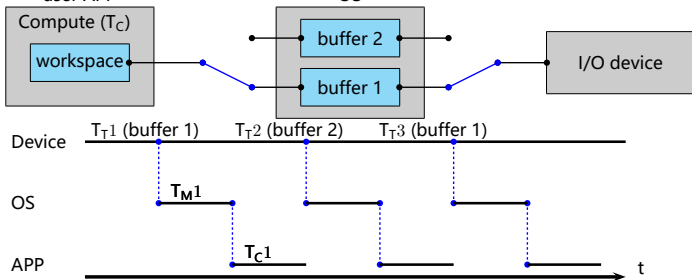 Compute (T_C)
workspace
buffer 2
buffer 1
I/O device
T_T1 (buffer 1)
T_T2 (buffer 2)
T_T3 (buffer 1)
Device
OS
T_M1
APP
T_C1
t